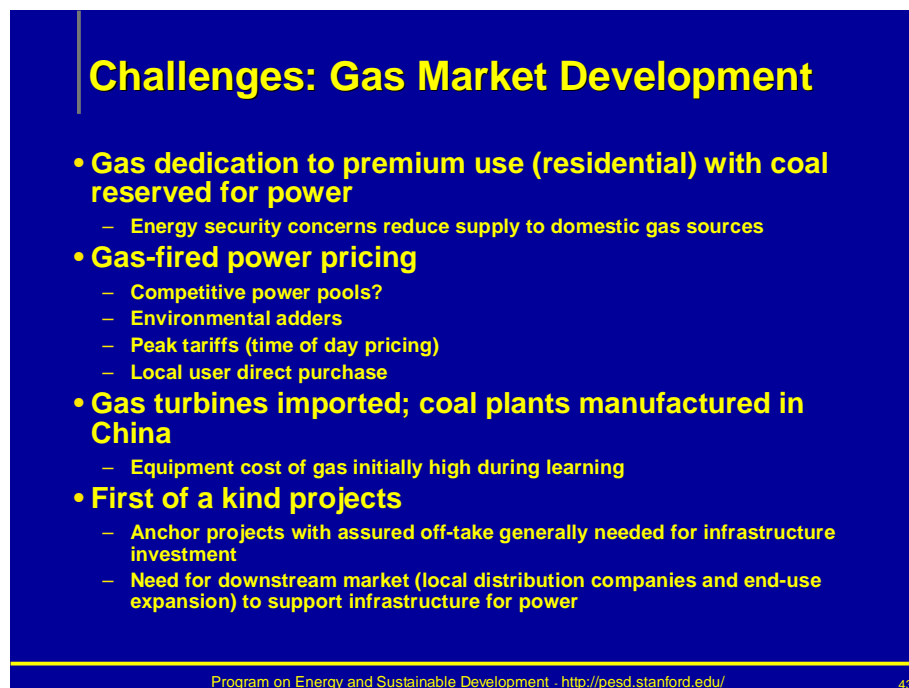 Challenges: Gas Market Development
• Gas dedication to premium use (residential) with coal
reserved for power
– Energy security concerns reduce supply to domestic gas sources
• Gas-fired power pricing
– Competitive power pools?
– Environmental adders
– Peak tariffs (time of day pricing)
– Local user direct purchase
• Gas turbines imported; coal plants manufactured in
China
– Equipment cost of gas initially high during learning
• First of a kind projects
– Anchor projects with assured off-take generally needed for infrastructure
investment
– Need for downstream market (local distribution companies and end-use
expansion) to support infrastructure for power
Program on Energy and Sustainable Development - http://pesd.stanford.edu/
43